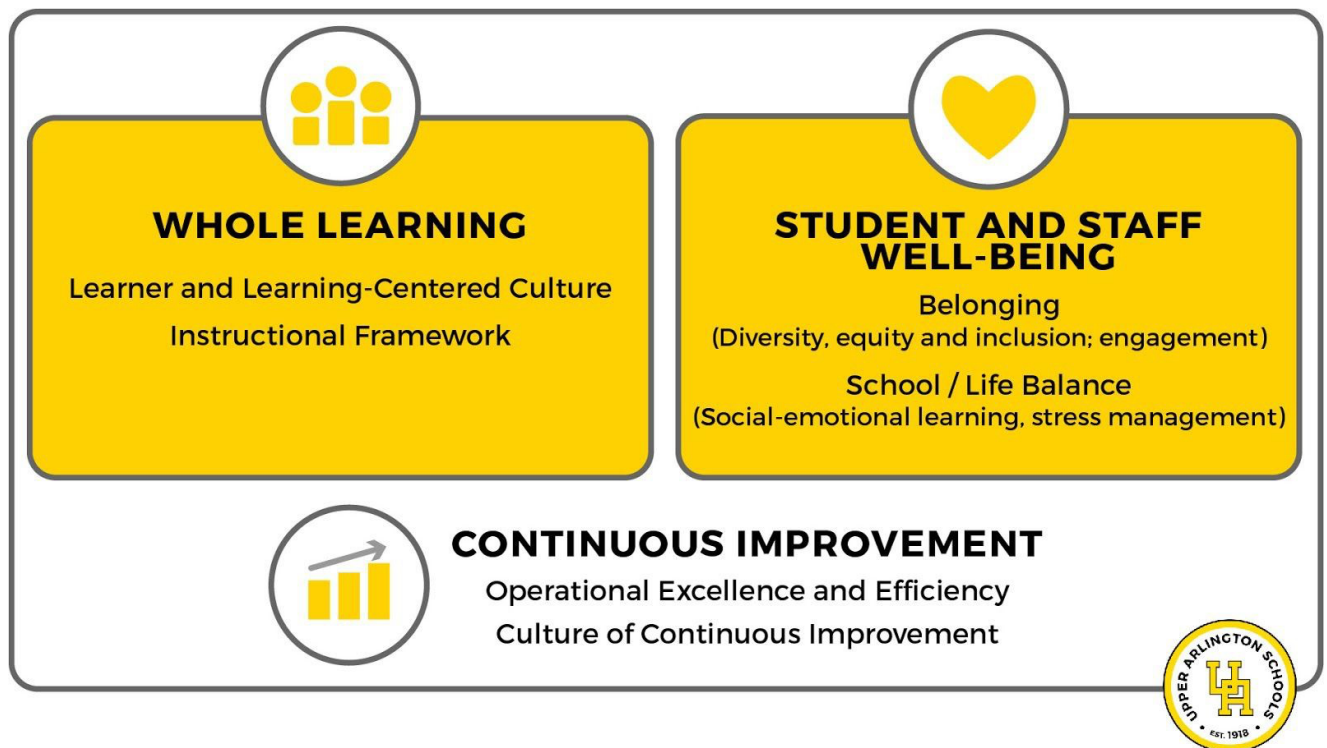 WHOLE LEARNING
Learner and Learning-Centered Culture
Instructional Framework
STUDENT AND STAFF
WELL-BEING
Belonging
(Diversity, equity and inclusion; engagement)
School / Life Balance
(Social-emotional learning, stress management)
CONTINUOUS IMPROVEMENT
Operational Excellence and Efficiency
Culture of Continuous Improvement
UPPER ARLINGTON SCHOOLS
UA
• EST. 1918 •